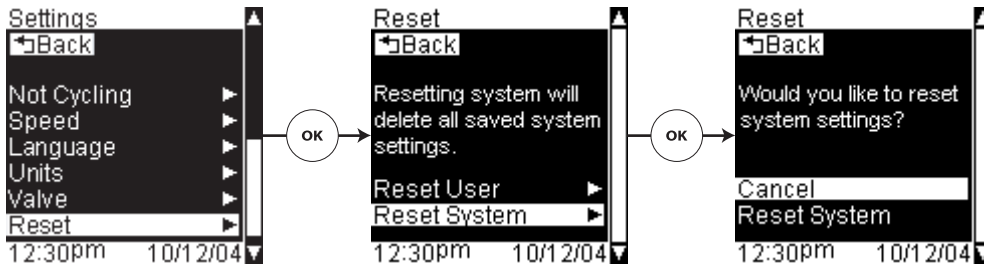 Settings
Back
Not Cycling
Speed
Language
Units
Valve
Reset
12:30pm 10/12/04
OK
Reset
Back
Resetting system will
delete all saved system
settings.
Reset User
Reset System
12:30pm 10/12/04
OK
Reset
Back
Would you like to reset
system settings?
Cancel
Reset System
12:30pm 10/12/04